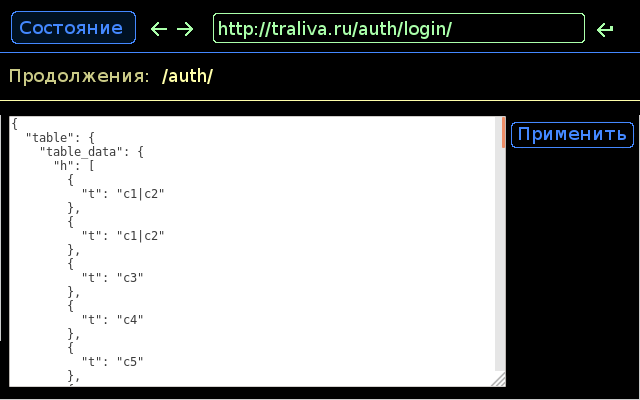 Состояние ← → http://traliva.ru/auth/login/ ↵
Продолжения: /auth/
Применить
{
  "table": {
    "table_data": {
      "h": [
        {
          "t": "c1|c2"
        },
        {
          "t": "c1|c2"
        },
        {
          "t": "c3"
        },
        {
          "t": "c4"
        },
        {
          "t": "c5"
        },